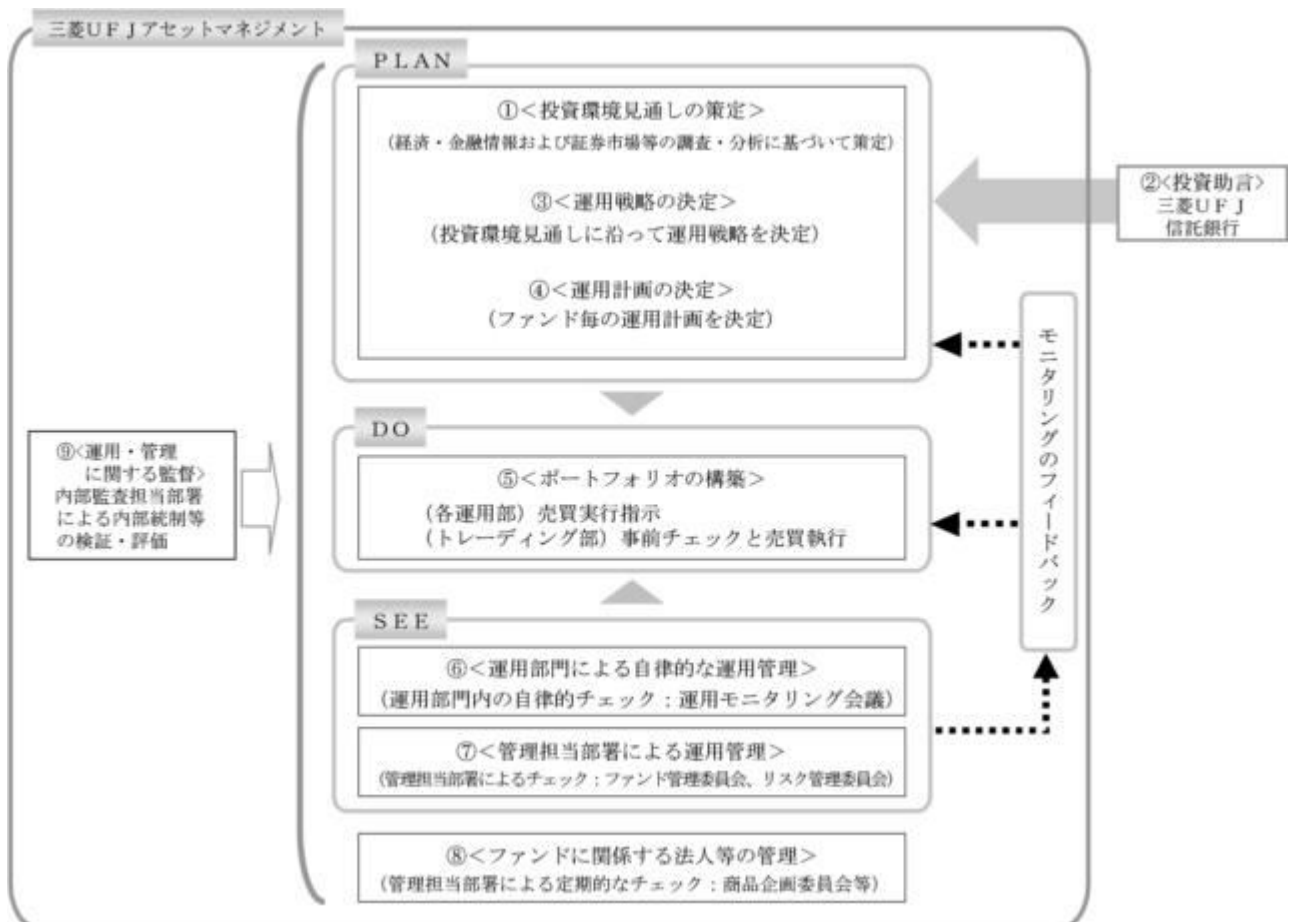 三菱ＵＦＪアセットマネジメント
ＰＬＡＮ
①＜投資環境見通しの策定＞
（経済・金融情報および証券市場等の調査・分析に基づいて策定）
②＜投資助言＞
三菱ＵＦＪ
信託銀行
③＜運用戦略の決定＞
（投資環境見通しに沿って運用戦略を決定）
④＜運用計画の決定＞
（ファンド毎の運用計画を決定）
モニタリングのフィードバック
ＤＯ
⑤＜ポートフォリオの構築＞
（各運用部）売買実行指示
（トレーディング部）事前チェックと売買執行
⑨＜運用・管理
に関する監督＞
内部監査担当部署
による内部統制等
の検証・評価
ＳＥＥ
⑥＜運用部門による自律的な運用管理＞
（運用部門内の自律的チェック：運用モニタリング会議）
⑦＜管理担当部署による運用管理＞
（管理担当部署によるチェック：ファンド管理委員会、リスク管理委員会）
⑧＜ファンドに関係する法人等の管理＞
（管理担当部署による定期的なチェック：商品企画委員会等）